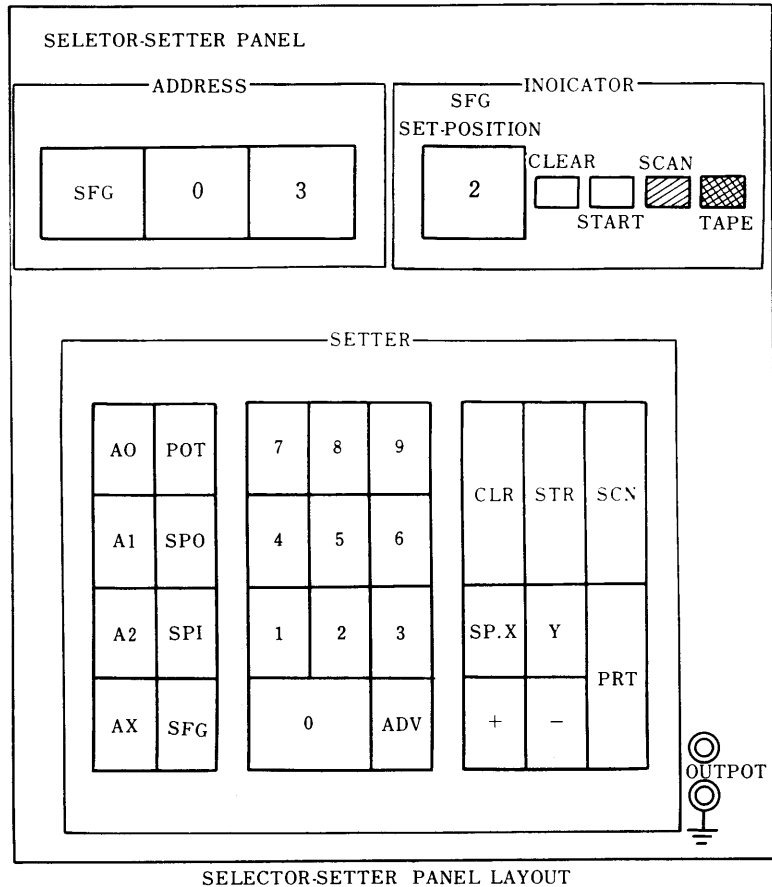 SELETOR-SETTER PANEL
ADDRESS
SFG 0 3
INOICATOR
SFG
SET-POSITION
2
CLEAR SCAN
START TAPE
SETTER
AO POT 7 8 9 CLR STR SCN
A1 SPO 4 5 6
A2 SPI 1 2 3 SP.X Y PRT
AX SFG 0 ADV + −
OUTPOT
SELECTOR-SETTER PANEL LAYOUT